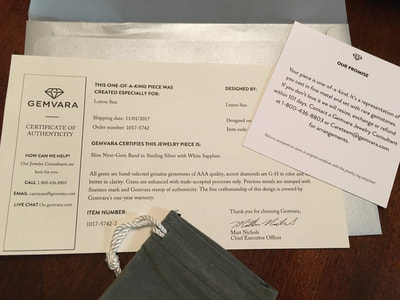 GEMVARA
CERTIFICATE OF
AUTHENTICITY
HOW CAN WE HELP?
Our Jewelry Consultants are
here for you.
CALL 1-800-436-8803
EMAIL careteam@gemvara.com
LIVE CHAT On gemvara.com
THIS ONE-OF-A-KIND PIECE WAS
CREATED ESPECIALLY FOR:
Shipping date: 11/01/2017
Order number: 1017-5742
DESIGNED BY:
Designed
Item code
GEMVARA CERTIFIES THIS JEWELRY PIECE IS:
Slim Nine-Gem Band in Sterling Silver with White Sapphire
All gems are hand-selected genuine gemstones of AAA quality, accent diamonds are G-H in color and
better in clarity. Gems are enhanced with trade-accepted processes only. Precious metals are stamped with
fineness mark and Gemvara stamp of authenticity. The fine craftsmanship of this design is covered by
Gemvara's one-year warranty.
ITEM NUMBER:
1017-5742-2
Thank you for choosing Gemvara,
Matt Nichols
Chief Executive Officer
OUR PROMISE
Your piece is one-of-a-kind. It's a representation of
you cast in fine metal and set with rare gemstones.
If you don't love it we will resize, exchange or refund
within 101 days. Contact a Gemvara Jewelry Consultant
at 1-800-436-8803 or Careteam@gemvara.com
for arrangements.